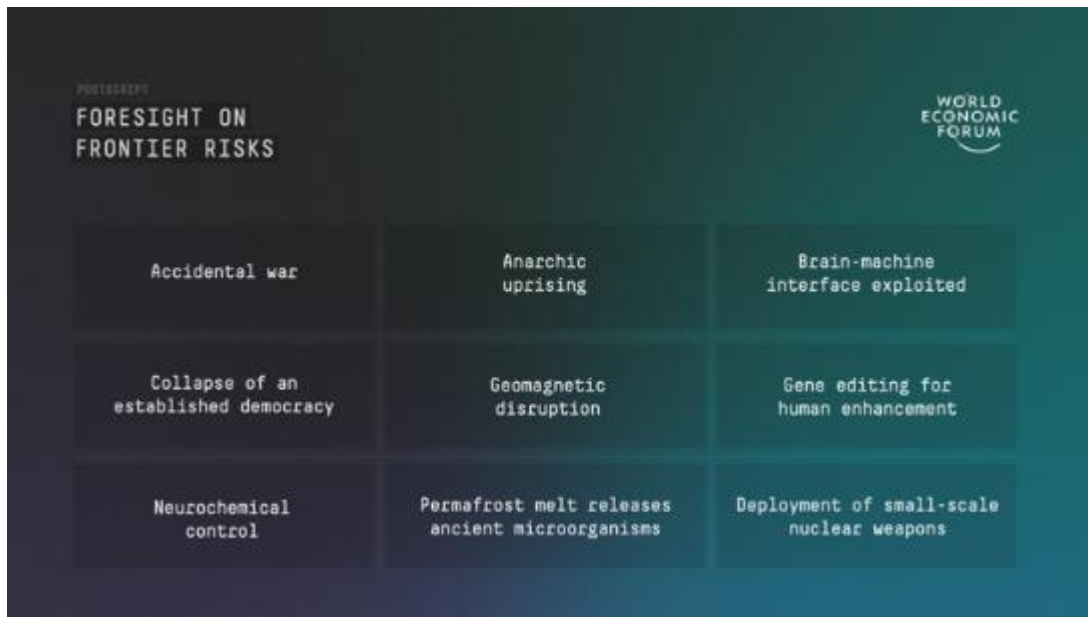 POSTSCRIPT
FORESIGHT ON
FRONTIER RISKS
WORLD
ECONOMIC
FORUM
Accidental war
Anarchic
uprising
Brain-machine
interface exploited
Collapse of an
established democracy
Geomagnetic
disruption
Gene editing for
human enhancement
Neurochemical
control
Permafrost melt releases
ancient microorganisms
Deployment of small-scale
nuclear weapons